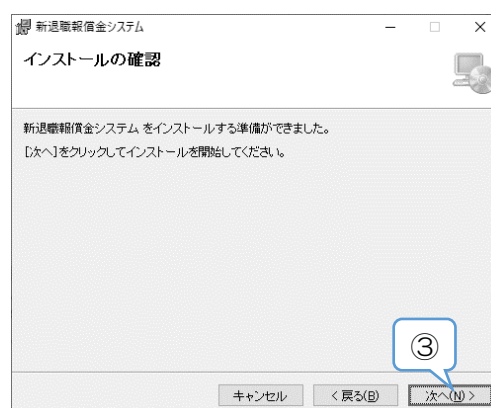 新退職報償金システム
インストールの確認
新退職報償金システム をインストールする準備ができました。
[次へ]をクリックしてインストールを開始してください。
③
キャンセル
< 戻る(B)
次へ(N) >